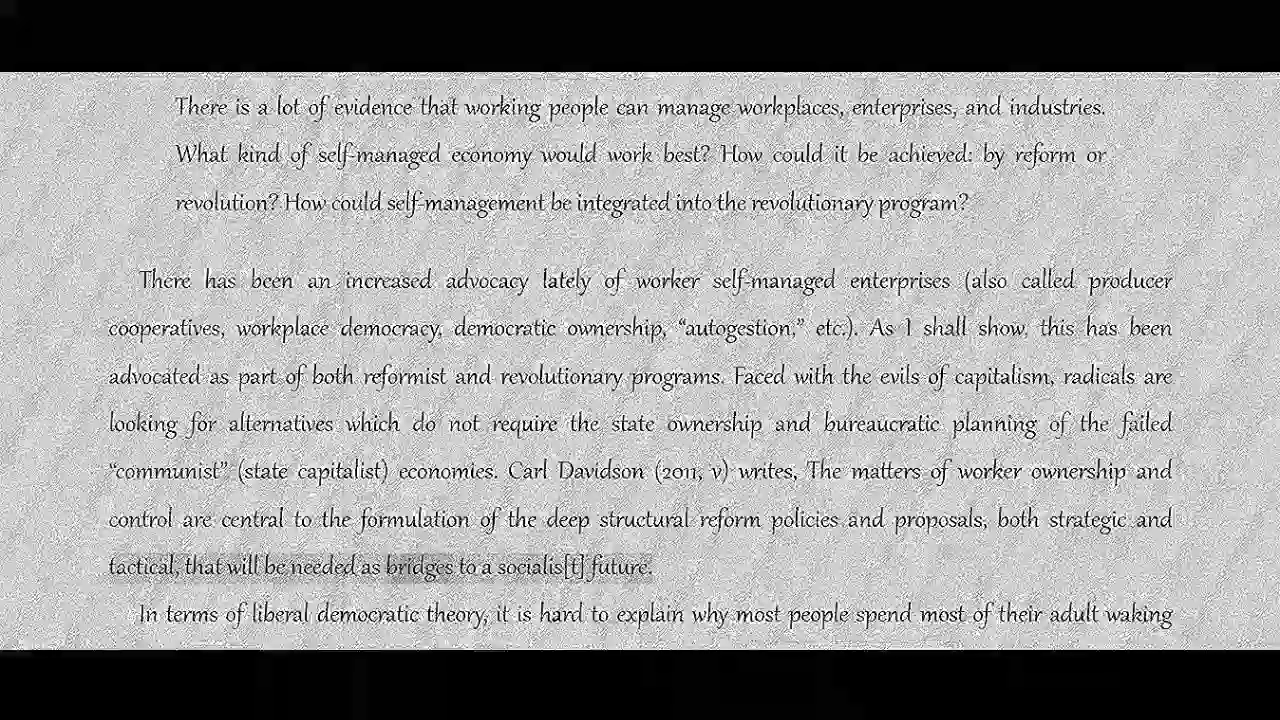 There is a lot of evidence that working people can manage workplaces, enterprises, and industries.
What kind of self-managed economy would work best? How could it be achieved: by reform or
revolution? How could self-management be integrated into the revolutionary program?
There has been an increased advocacy lately of worker self-managed enterprises (also called producer
cooperatives, workplace democracy, democratic ownership, “autogestion,” etc.). As I shall show, this has been
advocated as part of both reformist and revolutionary programs. Faced with the evils of capitalism, radicals are
looking for alternatives which do not require the state ownership and bureaucratic planning of the failed
“communist” (state capitalist) economies. Carl Davidson (2011, v) writes, The matters of worker ownership and
control are central to the formulation of the deep structural reform policies and proposals, both strategic and
tactical, that will be needed as bridges to a socialis[t] future.
In terms of liberal democratic theory, it is hard to explain why most people spend most of their adult waking